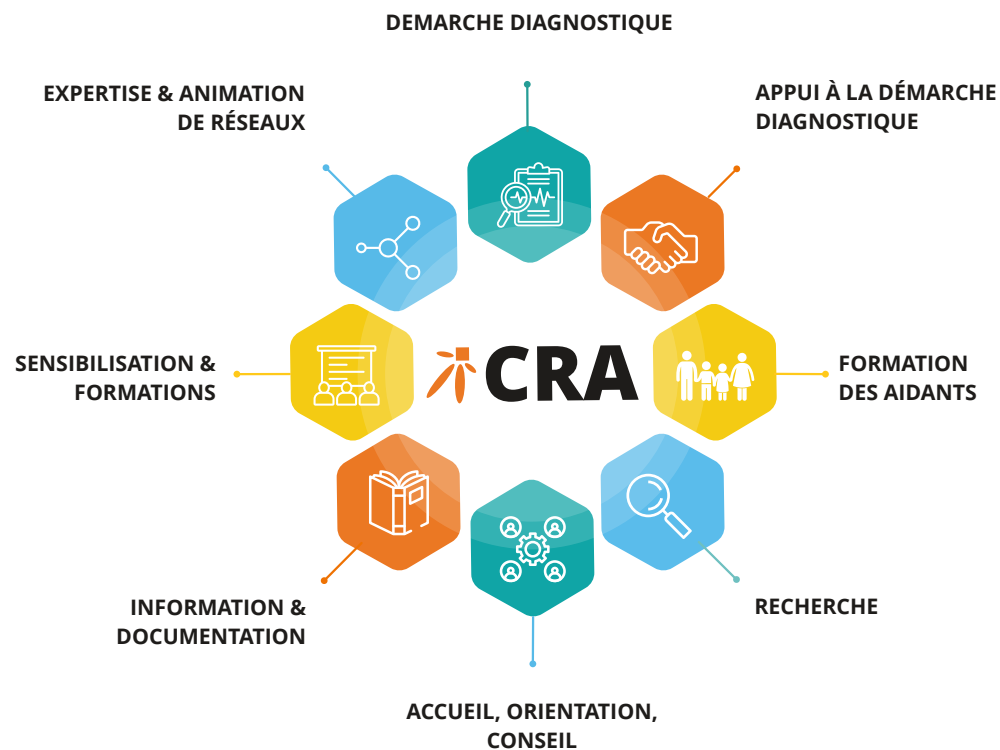 DEMARCHE DIAGNOSTIQUE
EXPERTISE & ANIMATION
DE RÉSEAUX
APPUI À LA DÉMARCHE
DIAGNOSTIQUE
SENSIBILISATION &
FORMATIONS
CRA
FORMATION
DES AIDANTS
INFORMATION &
DOCUMENTATION
RECHERCHE
ACCUEIL, ORIENTATION,
CONSEIL